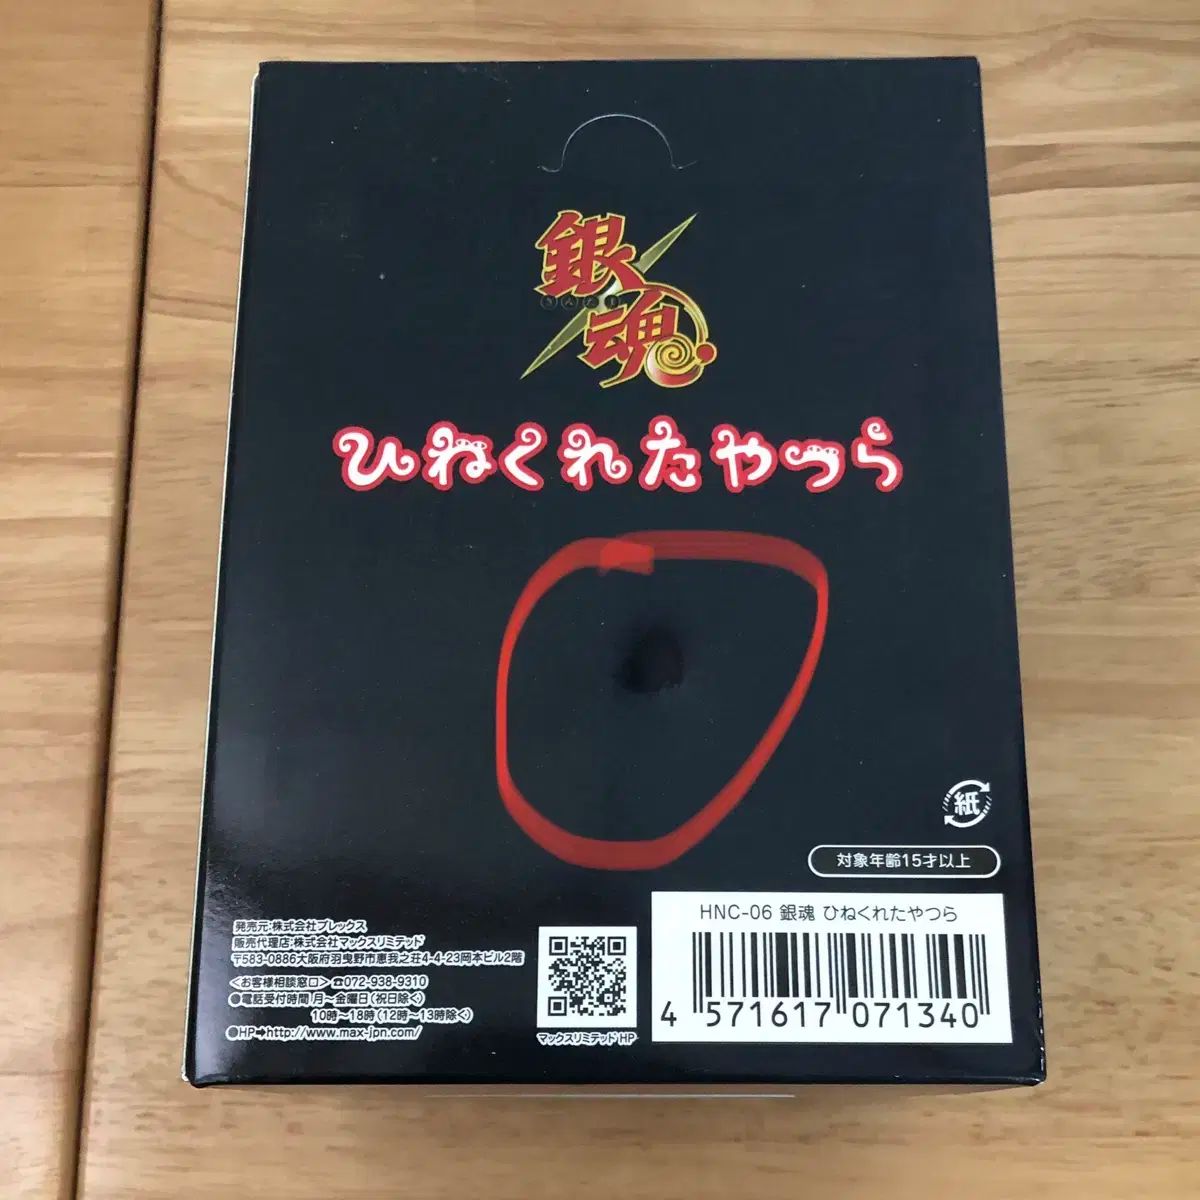 銀魂
ぎんたま
ひねくれたやつら
紙
対象年齢15才以上
発売元:株式会社プレックス
販売代理店:株式会社マックスリミテッド
〒583-0886大阪府羽曳野市恵我之荘4-4-23岡本ビル2階
<お客様相談窓口>☎072-938-9310
●電話受付時間 月〜金曜日(祝日除く)
10時〜18時(12時〜13時除く)
●HP➔http://www.max-jpn.com/
マックスリミテッド HP
HNC-06 銀魂 ひねくれたやつら
4 571617 071340